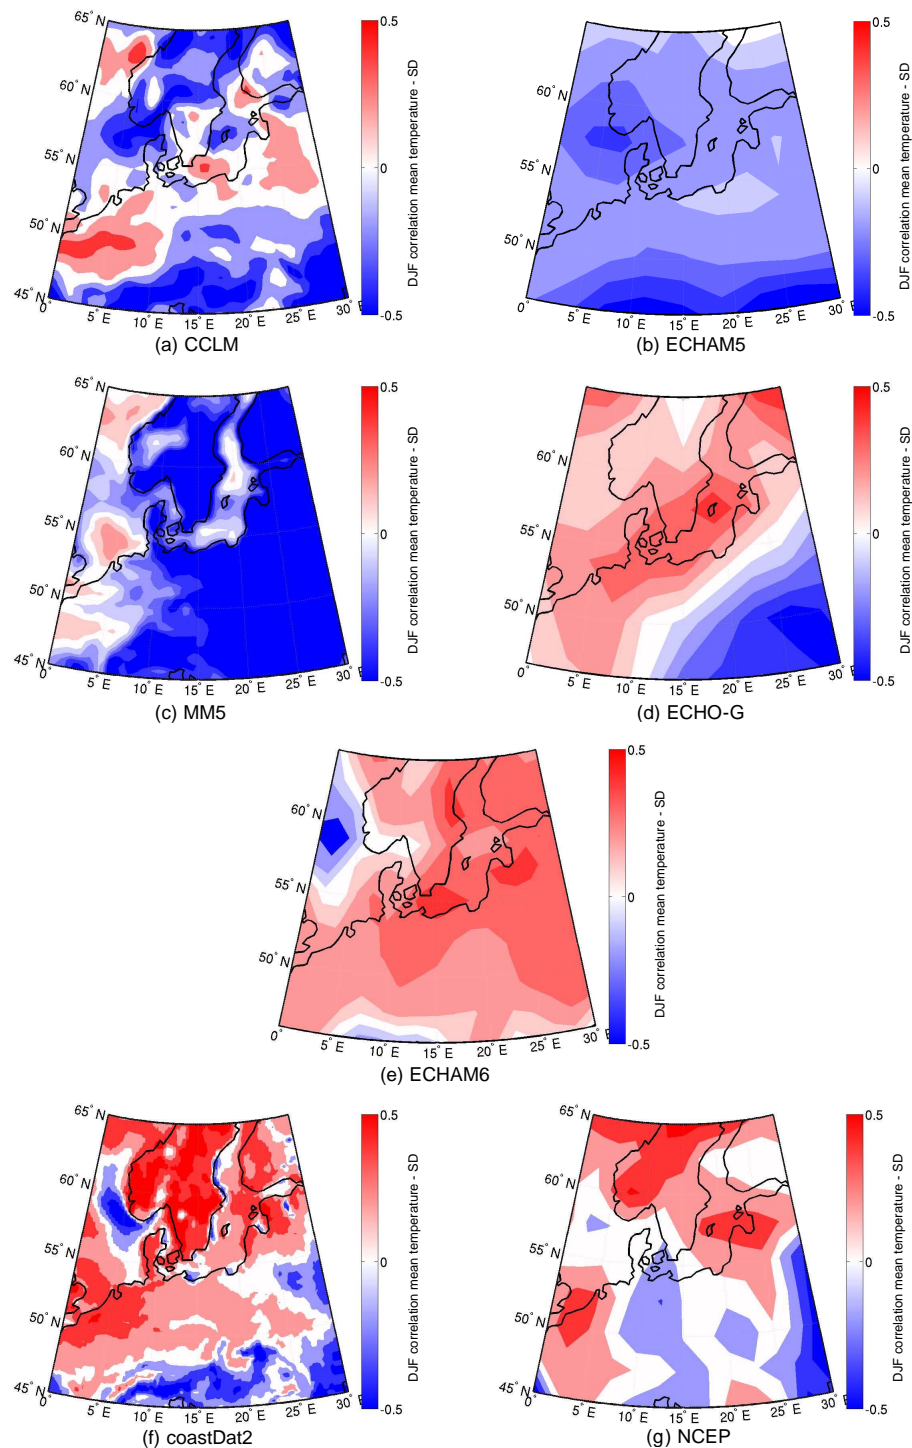 65° N
60° N
55° N
50° N
45° N
0°
5° E
10° E
15° E
20° E
25° E
30° E
0.5
0
-0.5
DJF correlation mean temperature - SD
(a) CCLM
65° N
60° N
55° N
50° N
0°
5° E
10° E
15° E
20° E
25° E
30° E
0.5
0
-0.5
DJF correlation mean temperature - SD
(b) ECHAM5
65° N
60° N
55° N
50° N
45° N
0°
5° E
10° E
15° E
20° E
25° E
30° E
0.5
0
-0.5
DJF correlation mean temperature - SD
(c) MM5
65° N
60° N
55° N
50° N
0°
5° E
10° E
15° E
20° E
25° E
30° E
0.5
0
-0.5
DJF correlation mean temperature - SD
(d) ECHO-G
60° N
55° N
50° N
0°
5° E
10° E
15° E
20° E
25° E
30° E
0.5
0
-0.5
DJF correlation mean temperature - SD
(e) ECHAM6
65° N
60° N
55° N
50° N
45° N
0°
5° E
10° E
15° E
20° E
25° E
30° E
0.5
0
-0.5
DJF correlation mean temperature - SD
(f) coastDat2
65° N
60° N
55° N
50° N
45° N
0°
5° E
10° E
15° E
20° E
25° E
30° E
0.5
0
-0.5
DJF correlation mean temperature - SD
(g) NCEP